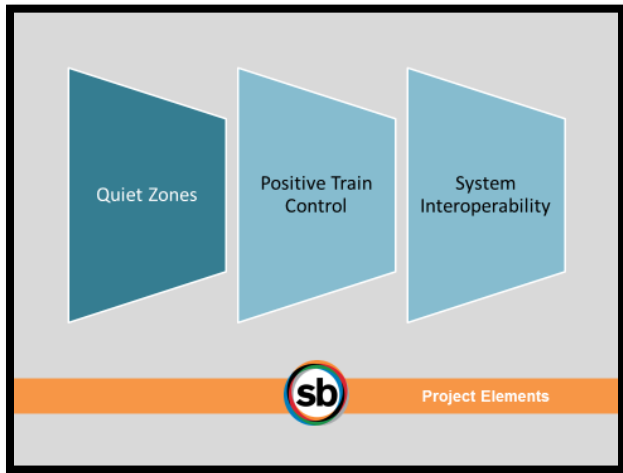 Quiet Zones
Positive Train
Control
System
Interoperability
sb
Project Elements